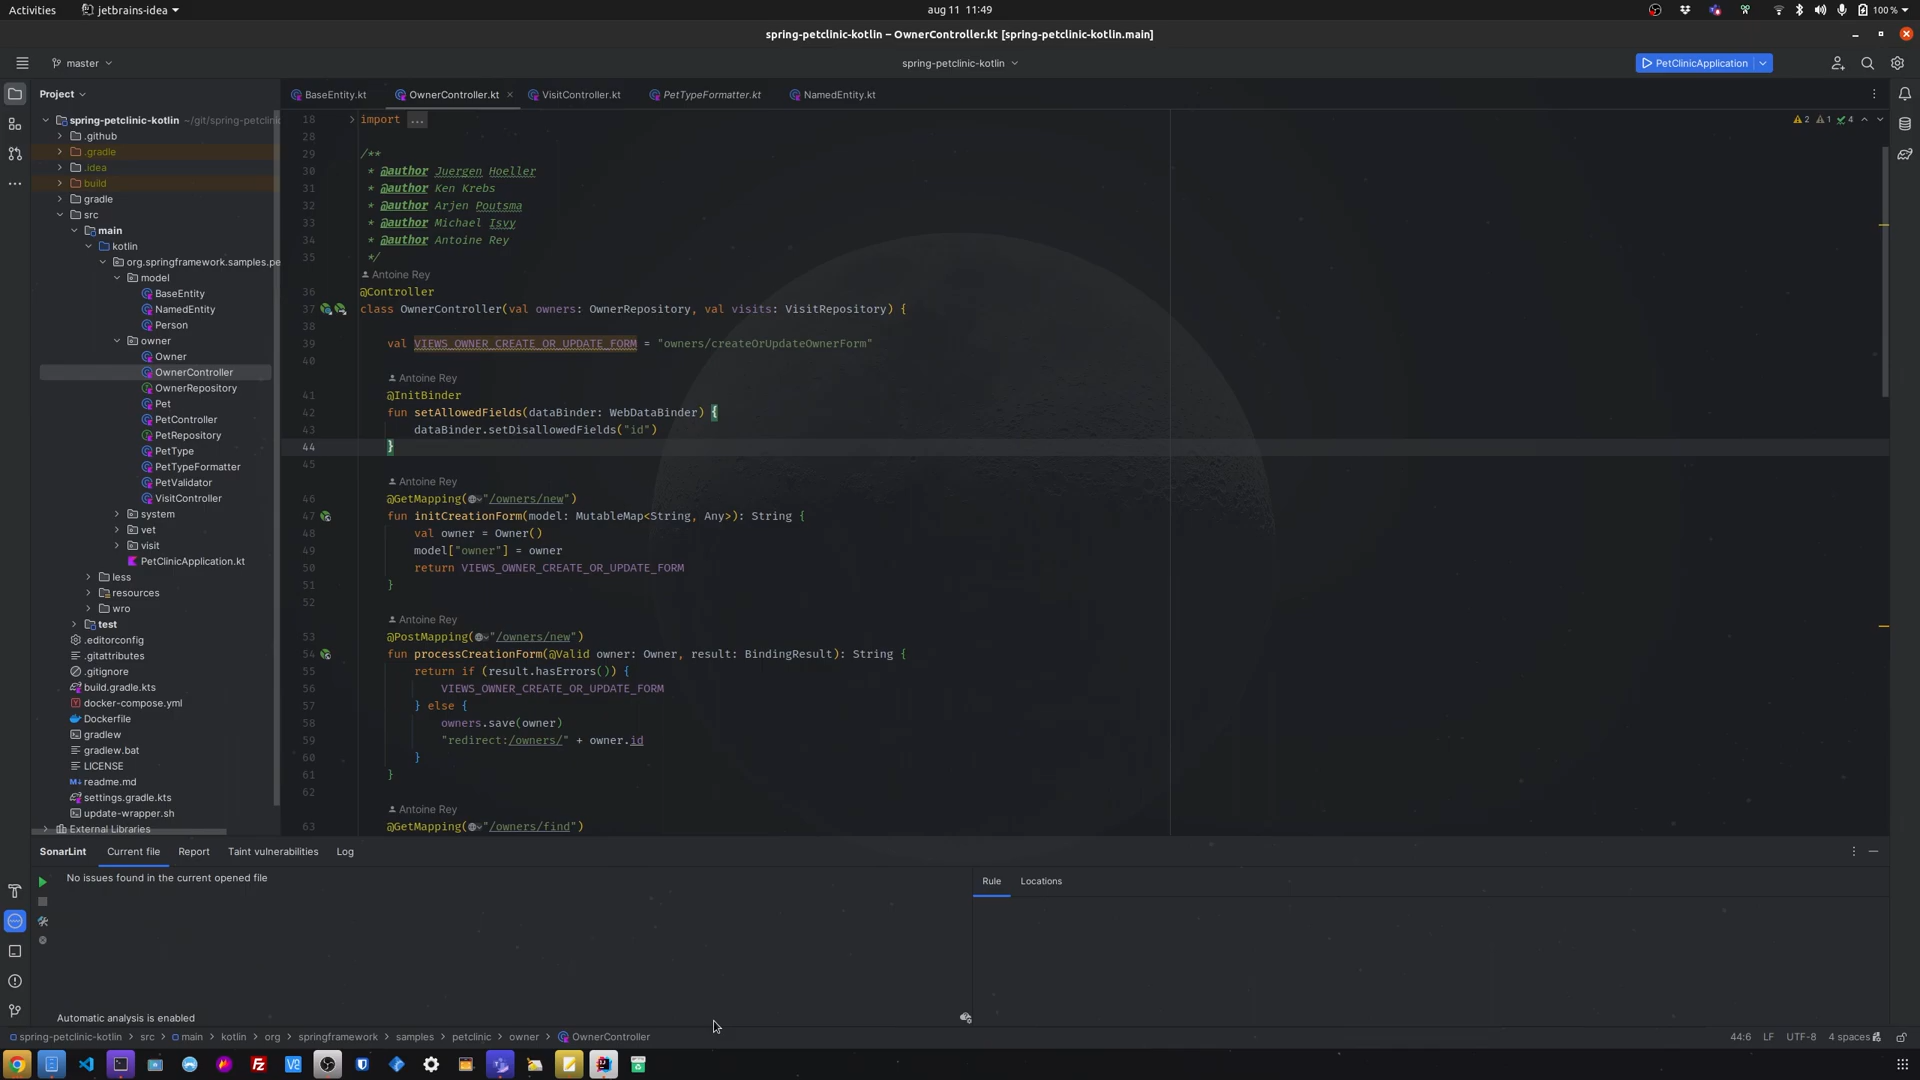 Activities
jetbrains-idea
aug 11 11:49
100 %
spring-petclinic-kotlin – OwnerController.kt [spring-petclinic-kotlin.main]
master
spring-petclinic-kotlin
PetClinicApplication
Project
BaseEntity.kt
OwnerController.kt
VisitController.kt
PetTypeFormatter.kt
NamedEntity.kt
spring-petclinic-kotlin ~/git/spring-petclinic
.github
.gradle
.idea
build
gradle
src
main
kotlin
org.springframework.samples.pe
model
BaseEntity
NamedEntity
Person
owner
Owner
OwnerController
OwnerRepository
Pet
PetController
PetRepository
PetType
PetTypeFormatter
PetValidator
VisitController
system
vet
visit
PetClinicApplication.kt
less
resources
wro
test
.editorconfig
.gitattributes
.gitignore
build.gradle.kts
docker-compose.yml
Dockerfile
gradlew
gradlew.bat
LICENSE
readme.md
settings.gradle.kts
update-wrapper.sh
External Libraries
2 1 4
18 import ...
28
29 /**
30 * @author Juergen Hoeller
31 * @author Ken Krebs
32 * @author Arjen Poutsma
33 * @author Michael Isvy
34 * @author Antoine Rey
35 */
Antoine Rey
36 @Controller
37 class OwnerController(val owners: OwnerRepository, val visits: VisitRepository) {
38
39 val VIEWS_OWNER_CREATE_OR_UPDATE_FORM = "owners/createOrUpdateOwnerForm"
40
Antoine Rey
41 @InitBinder
42 fun setAllowedFields(dataBinder: WebDataBinder) {
43 dataBinder.setDisallowedFields("id")
44 }
45
Antoine Rey
46 @GetMapping("/owners/new")
47 fun initCreationForm(model: MutableMap<String, Any>): String {
48 val owner = Owner()
49 model["owner"] = owner
50 return VIEWS_OWNER_CREATE_OR_UPDATE_FORM
51 }
52
Antoine Rey
53 @PostMapping("/owners/new")
54 fun processCreationForm(@Valid owner: Owner, result: BindingResult): String {
55 return if (result.hasErrors()) {
56 VIEWS_OWNER_CREATE_OR_UPDATE_FORM
57 } else {
58 owners.save(owner)
59 "redirect:/owners/" + owner.id
60 }
61 }
62
Antoine Rey
63 @GetMapping("/owners/find")
SonarLint
Current file
Report
Taint vulnerabilities
Log
No issues found in the current opened file
Rule
Locations
Automatic analysis is enabled
spring-petclinic-kotlin > src > main > kotlin > org > springframework > samples > petclinic > owner > OwnerController
44:6
LF
UTF-8
4 spaces